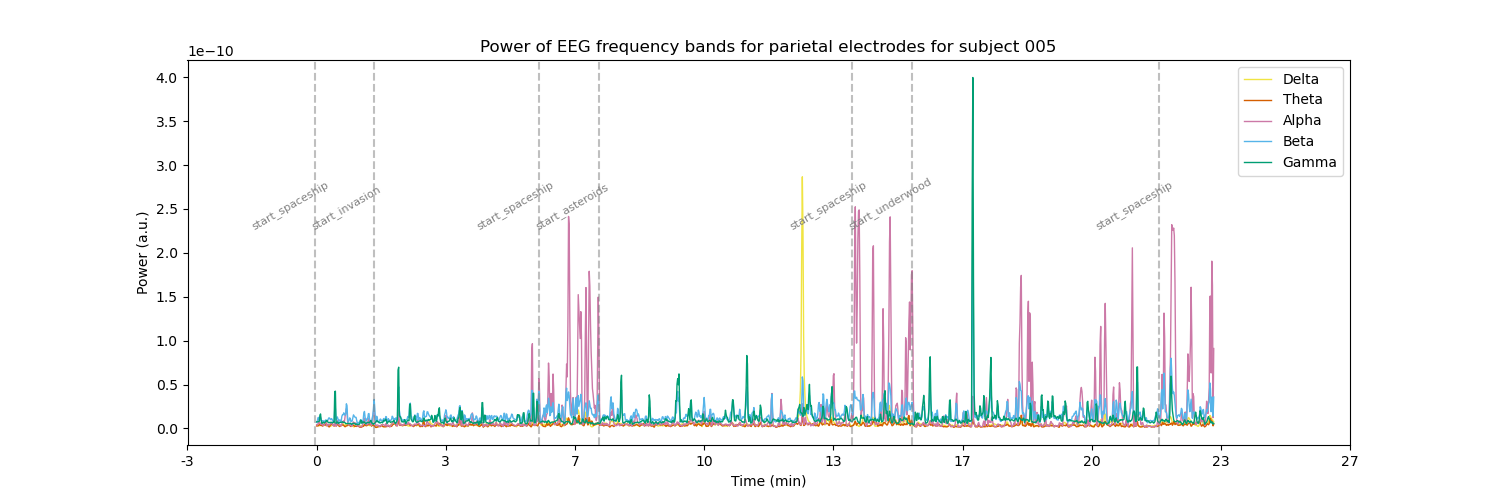 Power of EEG frequency bands for parietal electrodes for subject 005
1e−10
Delta
Theta
Alpha
Beta
Gamma
4.0
3.5
3.0
2.5
2.0
1.5
1.0
0.5
0.0
Power (a.u.)
start_spaceship
start_invasion
start_spaceship
start_asteroids
start_spaceship
start_underwood
start_spaceship
-3
0
3
7
10
13
17
20
23
27
Time (min)